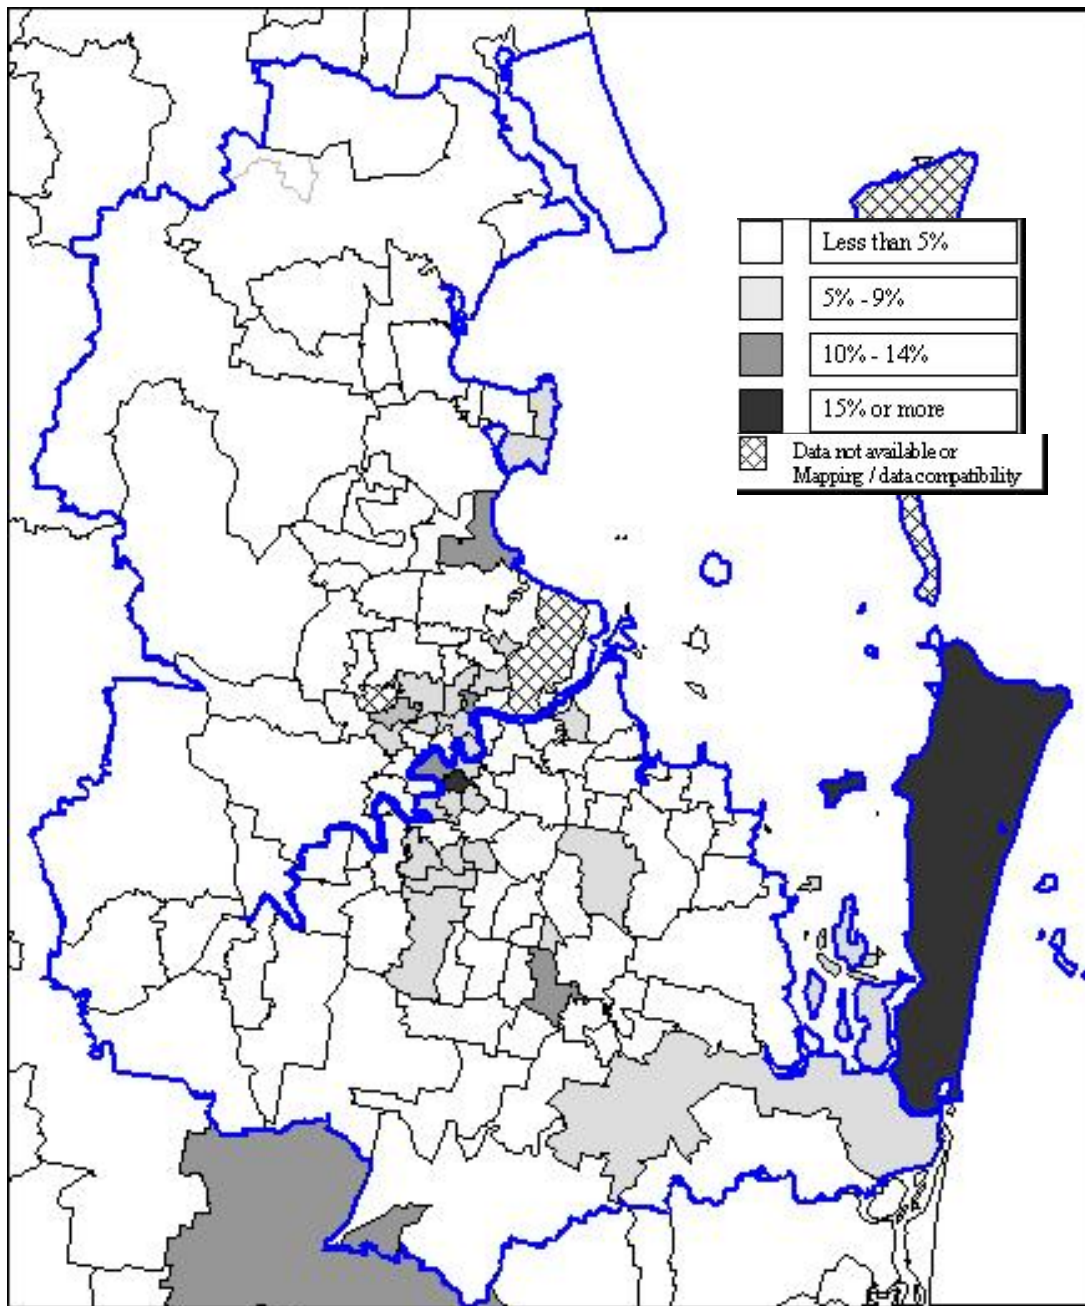 Less than 5%
5% - 9%
10% - 14%
15% or more
Data not available or
Mapping / data compatibility